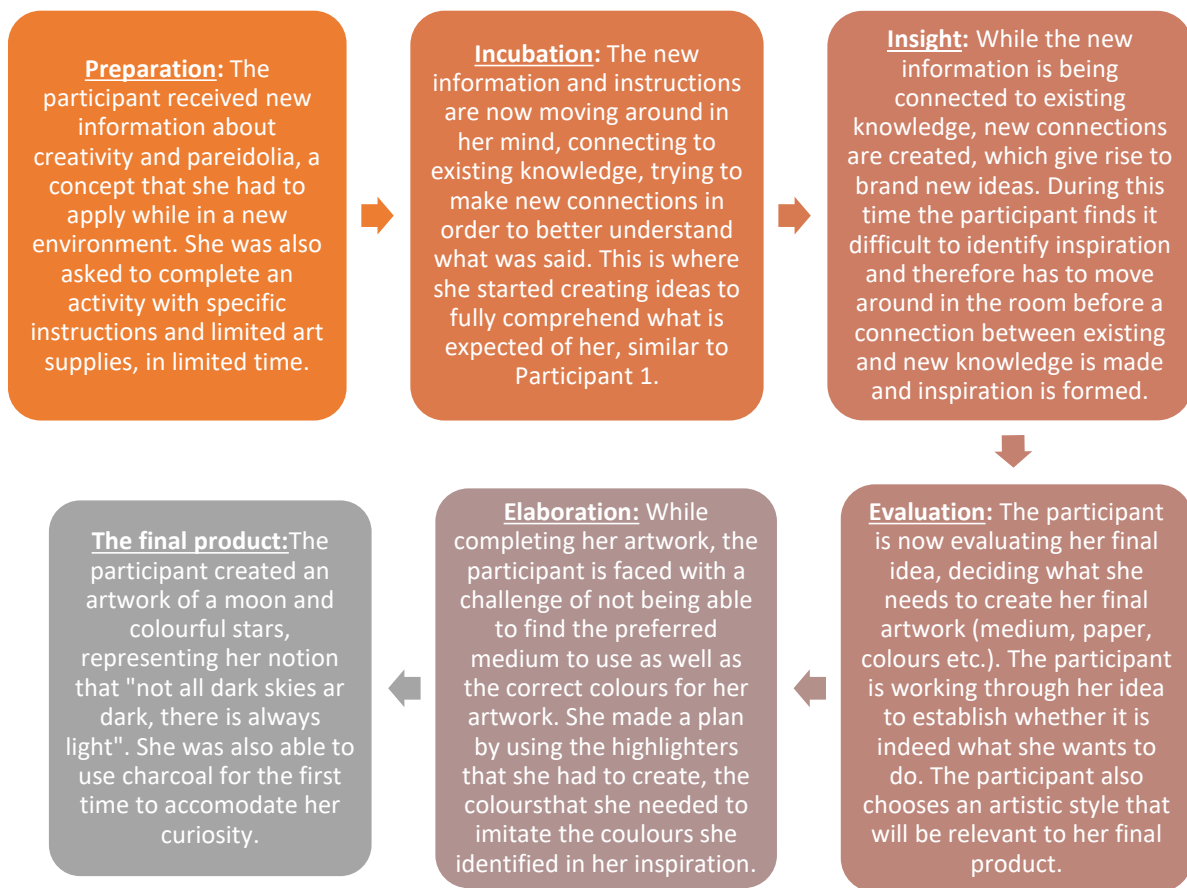 Preparation: The
participant received new
information about
creativity and pareidolia, a
concept that she had to
apply while in a new
environment. She was also
asked to complete an
activity with specific
instructions and limited art
supplies, in limited time.
Incubation: The new
information and instructions
are now moving around in
her mind, connecting to
existing knowledge, trying to
make new connections in
order to better understand
what was said. This is where
she started creating ideas to
fully comprehend what is
expected of her, similar to
Participant 1.
Insight: While the new
information is being
connected to existing
knowledge, new connections
are created, which give rise to
brand new ideas. During this
time the participant finds it
difficult to identify inspiration
and therefore has to move
around in the room before a
connection between existing
and new knowledge is made
and inspiration is formed.
Evaluation: The participant
is now evaluating her final
idea, deciding what she
needs to create her final
artwork (medium, paper,
colours etc.). The participant
is working through her idea
to establish whether it is
indeed what she wants to
do. The participant also
chooses an artistic style that
will be relevant to her final
product.
Elaboration: While
completing her artwork, the
participant is faced with a
challenge of not being able
to find the preferred
medium to use as well as
the correct colours for her
artwork. She made a plan
by using the highlighters
that she had to create, the
coloursthat she needed to
imitate the coulours she
identified in her inspiration.
The final product:The
participant created an
artwork of a moon and
colourful stars,
representing her notion
that "not all dark skies ar
dark, there is always
light". She was also able to
use charcoal for the first
time to accomodate her
curiosity.